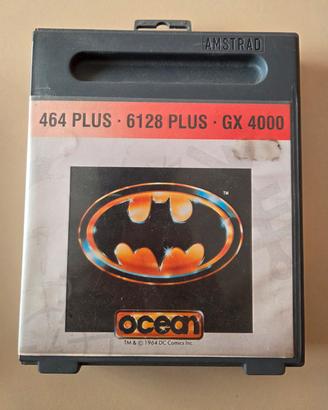 AMSTRAD
464 PLUS · 6128 PLUS · GX 4000
TM
ocean
TM & © 1964 DC Comics Inc.